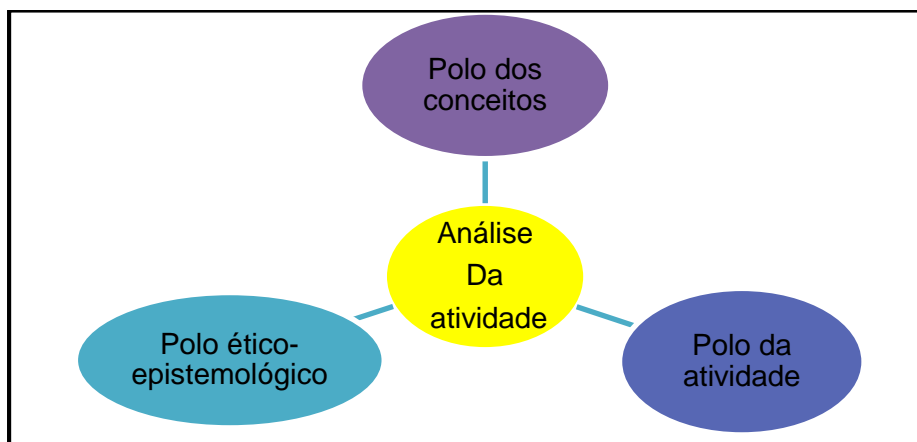 Polo dos
conceitos
Análise
Da
atividade
Polo ético-
epistemológico
Polo da
atividade